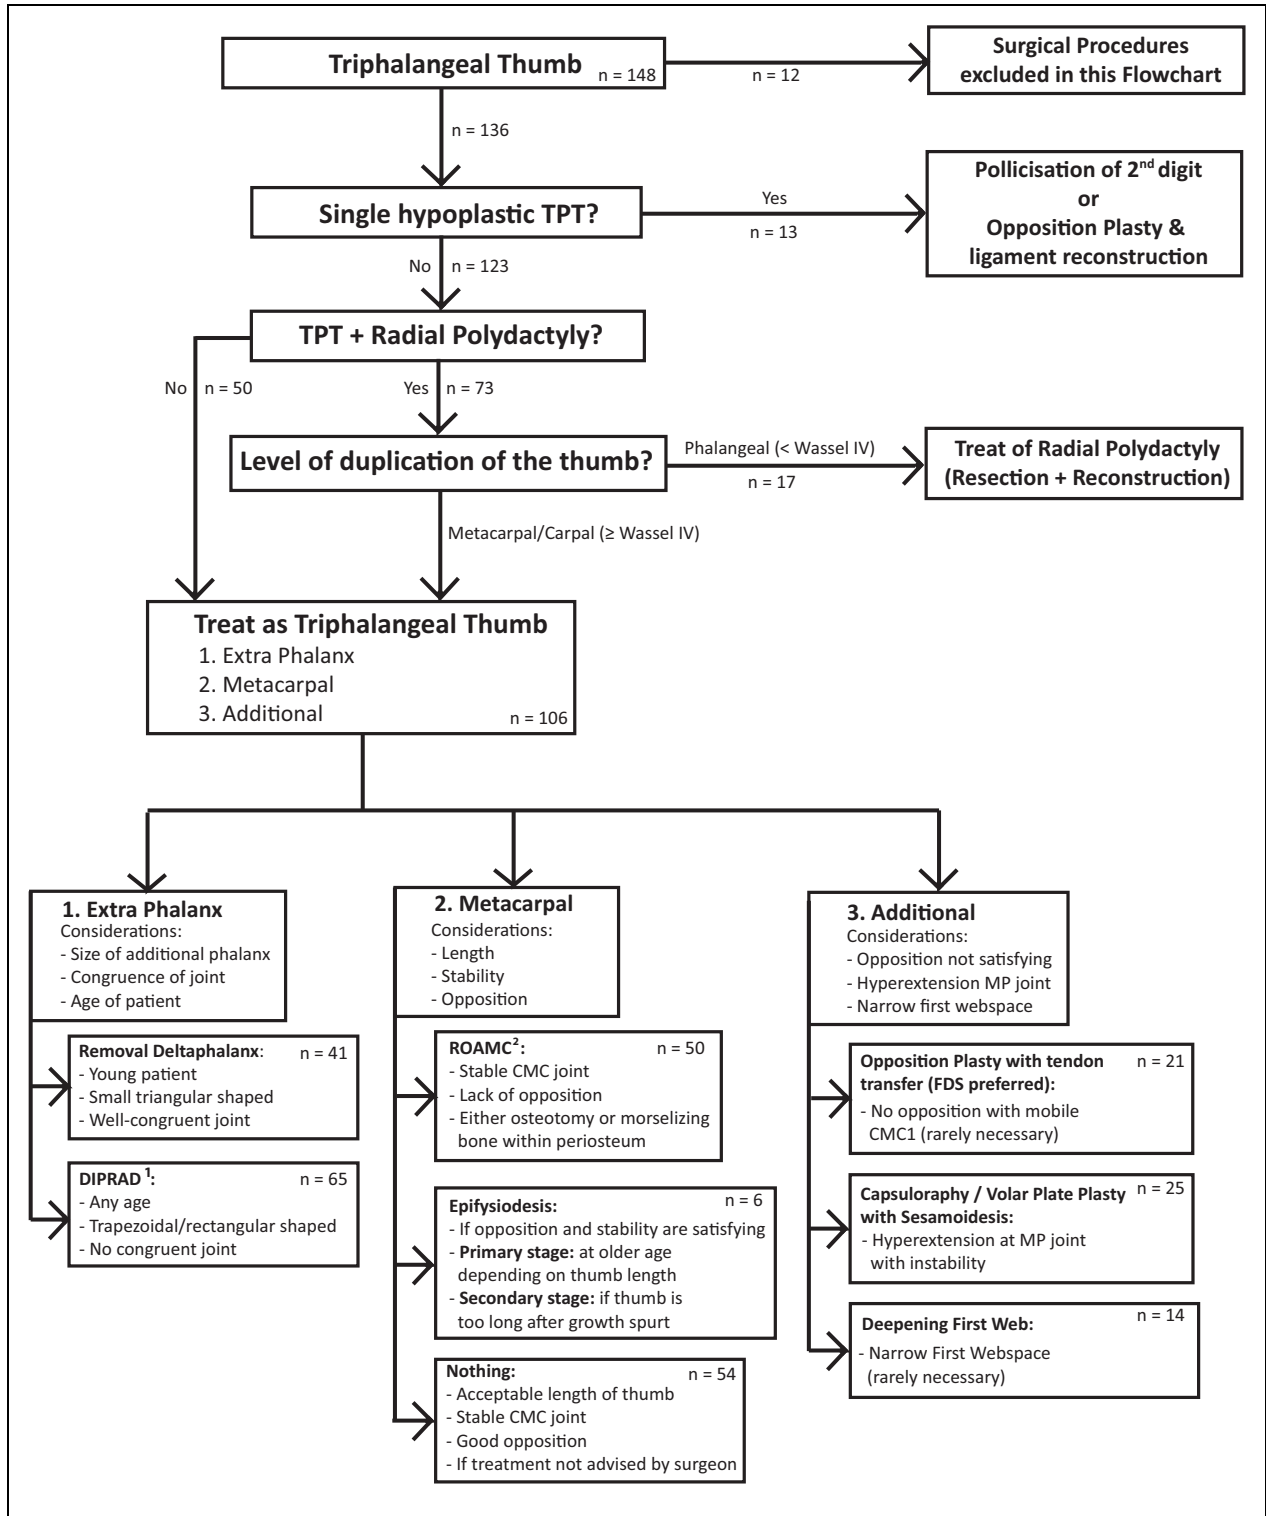 Triphalangeal Thumb
n = 148
n = 12
Surgical Procedures
excluded in this Flowchart
n = 136
Single hypoplastic TPT?
Yes
n = 13
Pollicisation of 2nd digit
or
Opposition Plasty &
ligament reconstruction
No n = 123
TPT + Radial Polydactyly?
No n = 50
Yes n = 73
Level of duplication of the thumb?
Phalangeal (< Wassel IV)
n = 17
Treat of Radial Polydactyly
(Resection + Reconstruction)
Metacarpal/Carpal (≥ Wassel IV)
Treat as Triphalangeal Thumb
1. Extra Phalanx
2. Metacarpal
3. Additional
n = 106
1. Extra Phalanx
Considerations:
- Size of additional phalanx
- Congruence of joint
- Age of patient
Removal Deltaphalanx: n = 41
- Young patient
- Small triangular shaped
- Well-congruent joint
DIPRAD 1: n = 65
- Any age
- Trapezoidal/rectangular shaped
- No congruent joint
2. Metacarpal
Considerations:
- Length
- Stability
- Opposition
ROAMC2: n = 50
- Stable CMC joint
- Lack of opposition
- Either osteotomy or morselizing
bone within periosteum
Epifysiodesis: n = 6
- If opposition and stability are satisfying
- Primary stage: at older age
depending on thumb length
- Secondary stage: if thumb is
too long after growth spurt
Nothing: n = 54
- Acceptable length of thumb
- Stable CMC joint
- Good opposition
- If treatment not advised by surgeon
3. Additional
Considerations:
- Opposition not satisfying
- Hyperextension MP joint
- Narrow first webspace
Opposition Plasty with tendon n = 21
transfer (FDS preferred):
- No opposition with mobile
CMC1 (rarely necessary)
Capsuloraphy / Volar Plate Plasty n = 25
with Sesamoidesis:
- Hyperextension at MP joint
with instability
Deepening First Web: n = 14
- Narrow First Webspace
(rarely necessary)